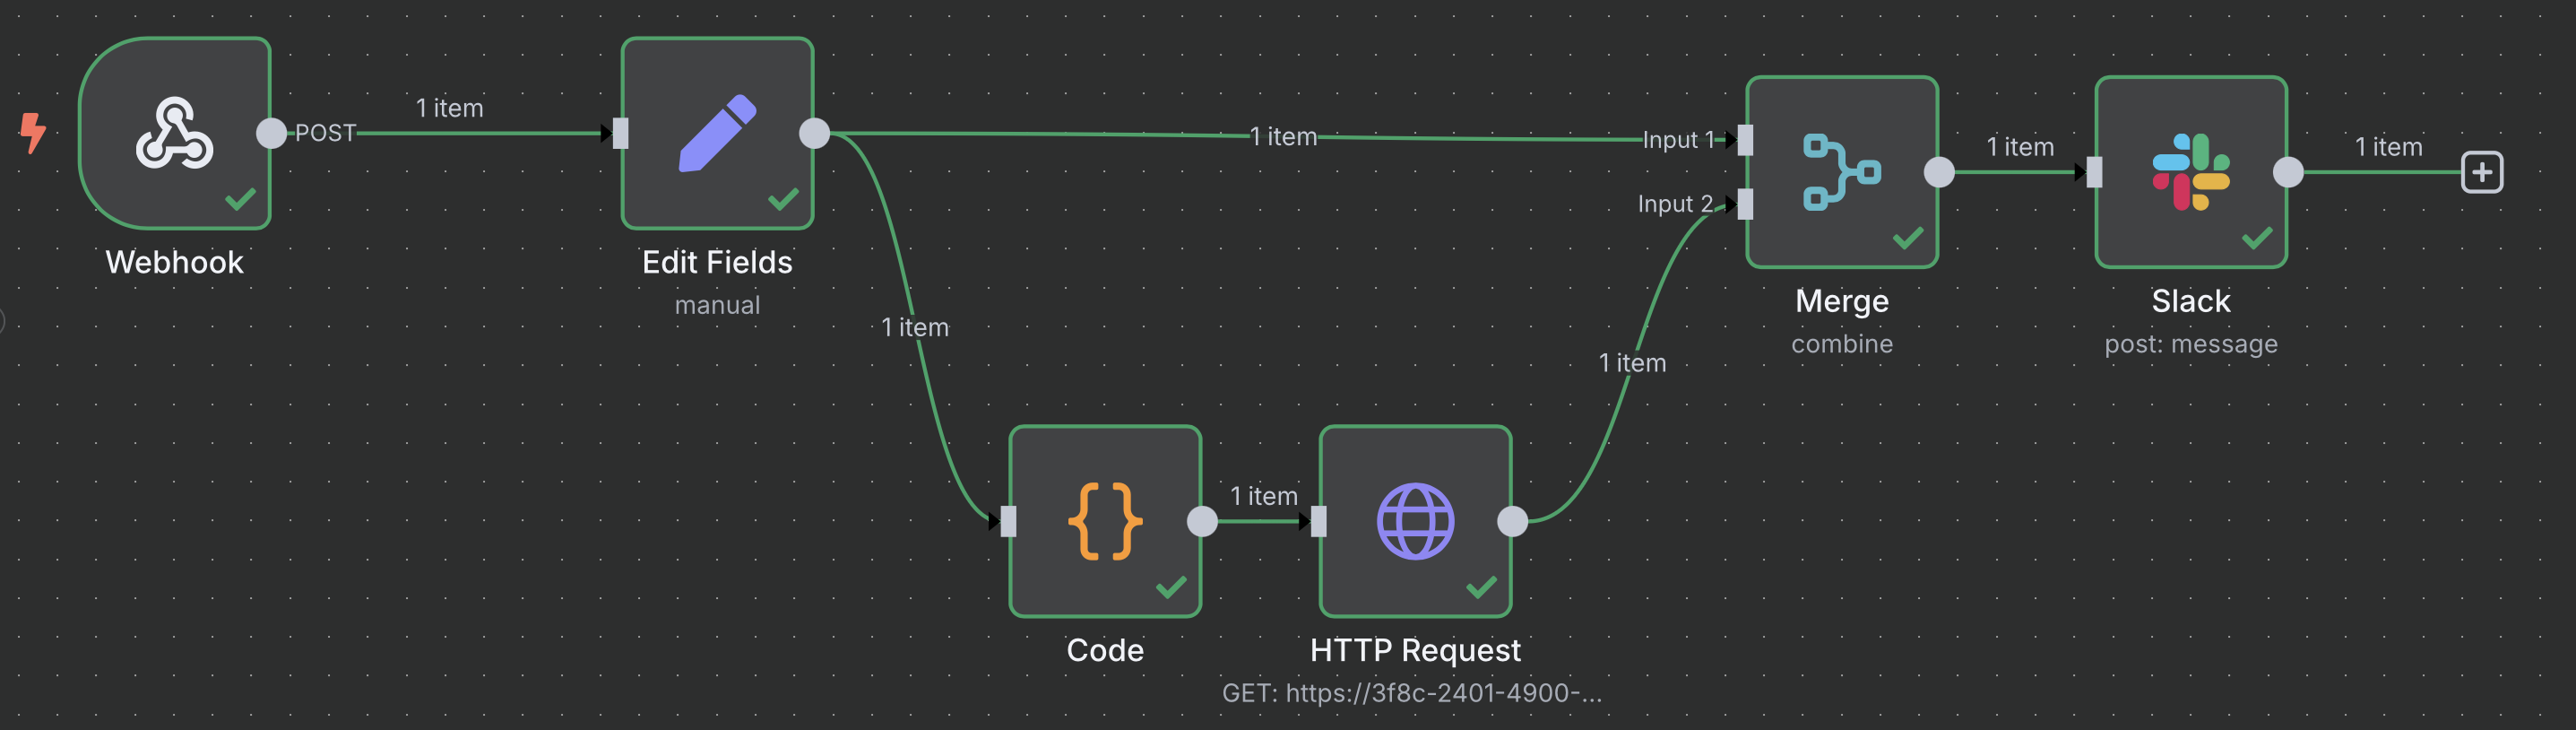 POST
1 item
1 item
Input 1
Input 2
1 item
1 item
Webhook
Edit Fields
manual
1 item
Merge
combine
Slack
post: message
1 item
1 item
Code
HTTP Request
GET: https://3f8c-2401-4900-...